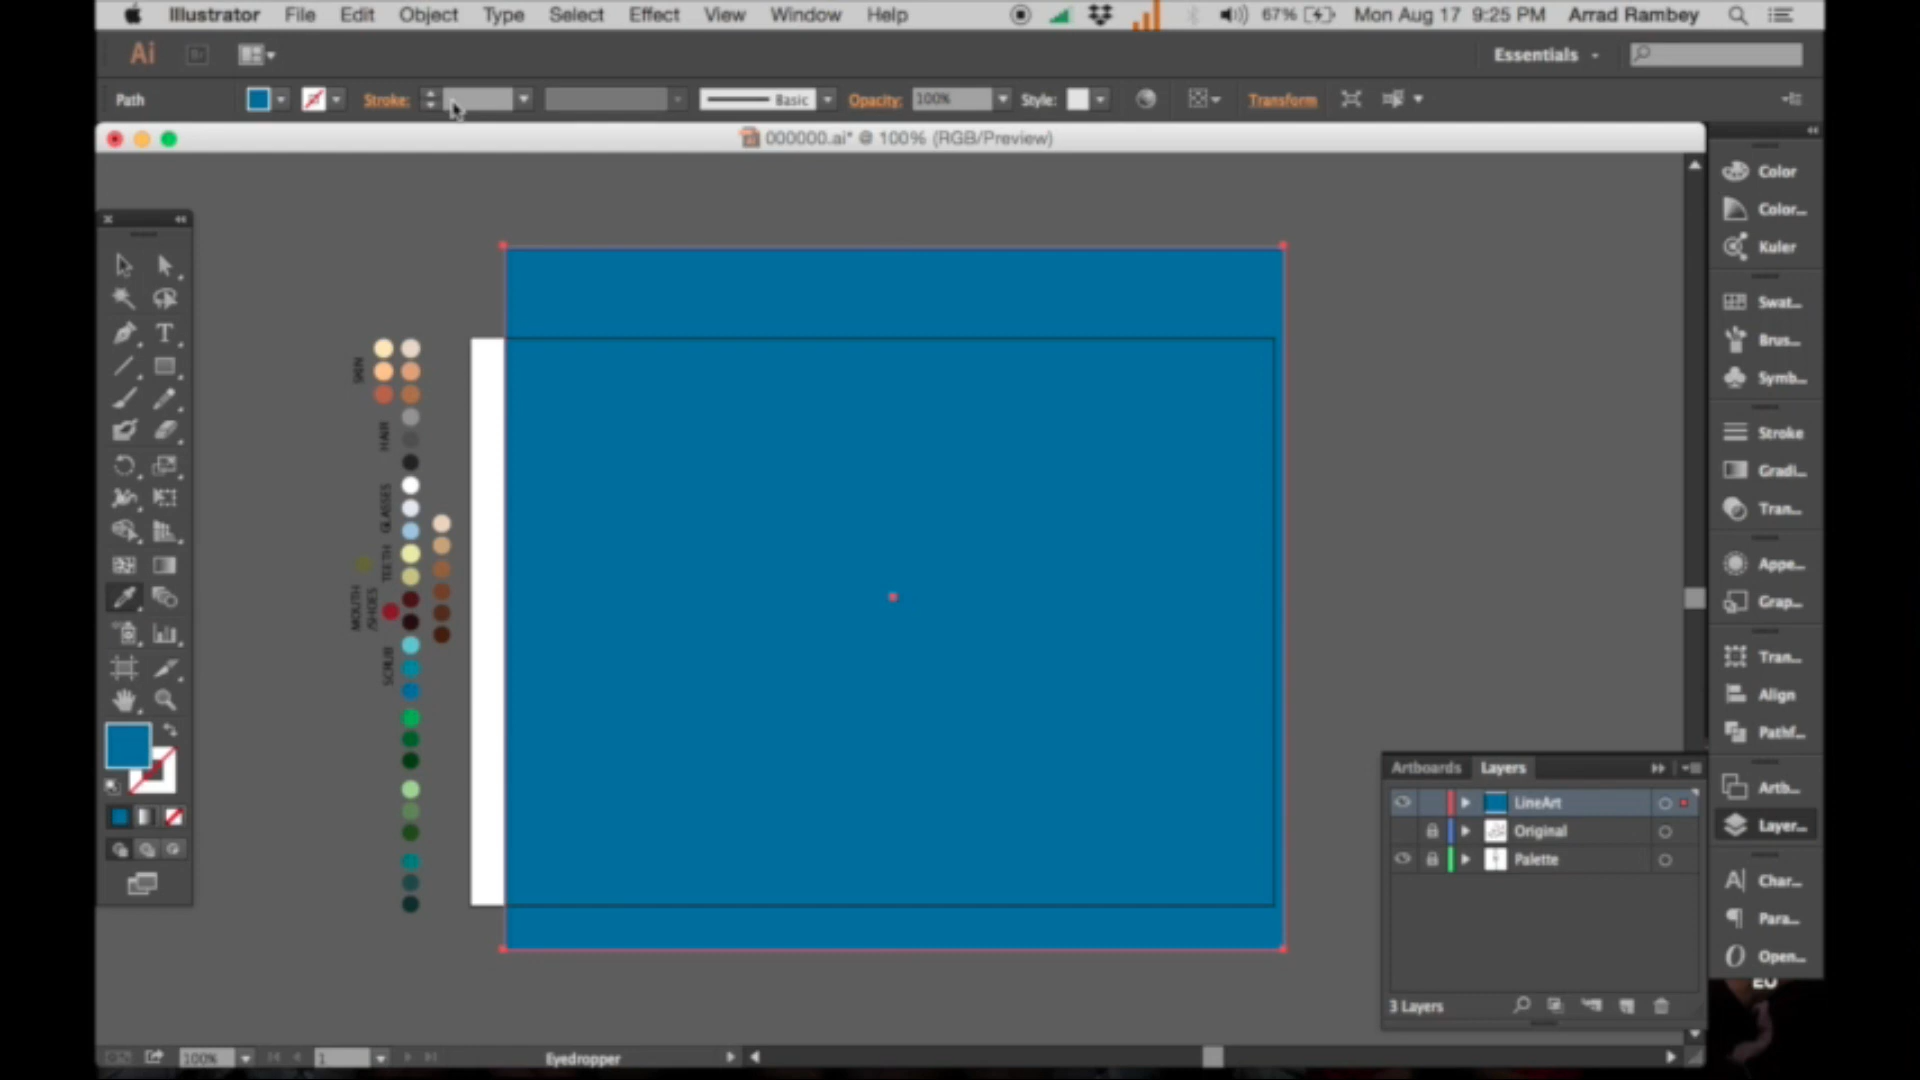 Illustrator File Edit Object Type Select Effect View Window Help 67% Mon Aug 17 9:25 PM Arrad Rambey
Ai Br Essentials
Path Stroke: Basic Opacity: 100% Style: Transform
000000.ai* @ 100% (RGB/Preview)
Color
Color...
Kuler
Swat...
Brus...
Symb...
Stroke
Gradi...
Tran...
Appe...
Grap...
Tran...
Align
Pathf...
Artb...
Layer...
Char...
Para...
Open...
SKIN
HAIR
GLASSES
TEETH
MOUTH
/SHOES
SCRUB
Artboards Layers
LineArt
Original
Palette
3 Layers
100% 1 Eyedropper